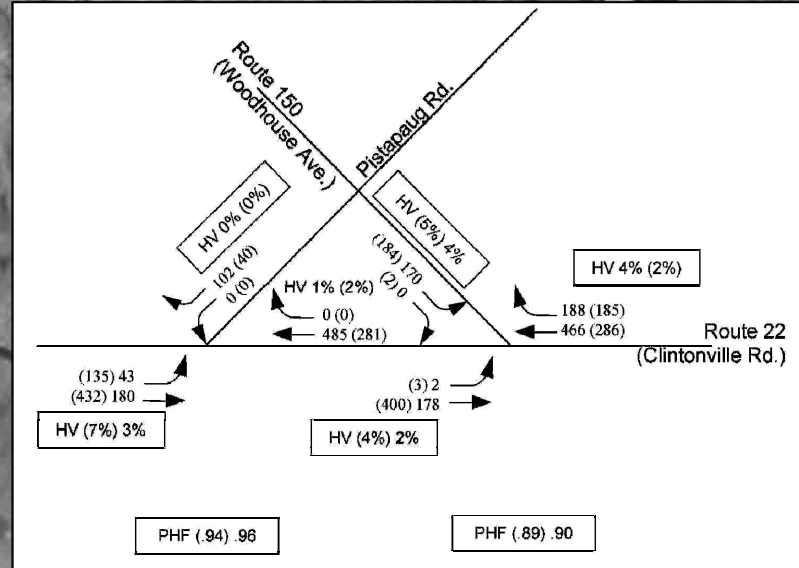 Route 150
(Woodhouse Ave.)
Pistapaug Rd.
HV 0% (0%)
HV (5%) 4%
102 (40)
0 (0)
(184) 170
(2) 0
HV 4% (2%)
HV 1% (2%)
0 (0)
485 (281)
188 (185)
466 (286)
Route 22
(Clintonville Rd.)
(135) 43
(432) 180
(3) 2
(400) 178
HV (7%) 3%
HV (4%) 2%
PHF (.94) .96
PHF (.89) .90